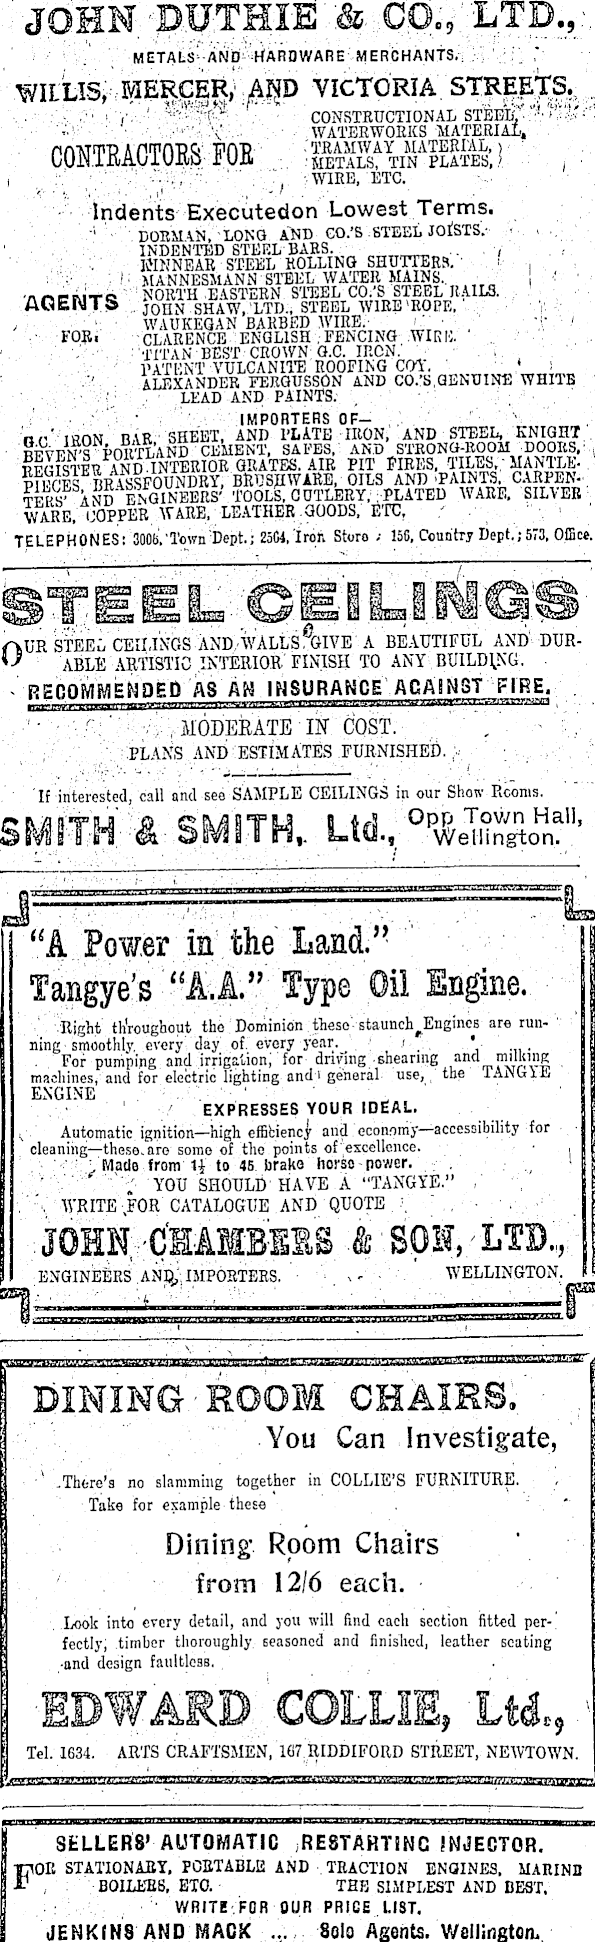 JOHN DUTHIE & CO., LTD.,
METALS AND HARDWARE MERCHANTS.
WILLIS, MERCER, AND VICTORIA STREETS.
CONTRACTORS FOR
CONSTRUCTIONAL STEEL,
WATERWORKS MATERIAL,
TRAMWAY MATERIAL,
METALS, TIN PLATES,
WIRE, ETC.
Indents Executedon Lowest Terms.
AGENTS
FOR:
DORMAN, LONG AND CO.'S STEEL JOISTS.
INDENTED STEEL BARS.
KINNEAR STEEL ROLLING SHUTTERS.
MANNESMANN STEEL WATER MAINS.
NORTH EASTERN STEEL CO.'S STEEL RAILS.
JOHN SHAW, LTD., STEEL WIRE ROPE,
WAUKEGAN BARBED WIRE.
CLARENCE ENGLISH FENCING WIRE.
TITAN BEST CROWN G.C. IRON.
PATENT VULCANITE ROOFING COY.
ALEXANDER FERGUSSON AND CO.'S GENUINE WHITE
LEAD AND PAINTS.
IMPORTERS OF—
G.C. IRON, BAR, SHEET, AND PLATE IRON, AND STEEL, KNIGHT
BEVEN'S PORTLAND CEMENT, SAFES, AND STRONG-ROOM DOORS,
REGISTER AND INTERIOR GRATES, AIR PIT FIRES, TILES, MANTLE-
PIECES, BRASSFOUNDRY, BRUSHWARE, OILS AND PAINTS, CARPEN-
TERS' AND ENGINEERS' TOOLS, CUTLERY, PLATED WARE, SILVER
WARE, COPPER WARE, LEATHER GOODS, ETC,
TELEPHONES: 3006, Town Dept.; 2564, Iron Store; 156, Country Dept.; 573, Office.
STEEL CEILINGS
OUR STEEL CEILINGS AND WALLS GIVE A BEAUTIFUL AND DUR-
ABLE ARTISTIC INTERIOR FINISH TO ANY BUILDING.
RECOMMENDED AS AN INSURANCE AGAINST FIRE.
MODERATE IN COST.
PLANS AND ESTIMATES FURNISHED.
If interested, call and see SAMPLE CEILINGS in our Show Rooms.
SMITH & SMITH, Ltd., Opp Town Hall,
Wellington.
"A Power in the Land."
Tangye's "A.A." Type Oil Engine.
Right throughout the Dominion these staunch Engines are run-
ning smoothly every day of every year.
For pumping and irrigation, for driving shearing and milking
machines, and for electric lighting and general use, the TANGYE
ENGINE
EXPRESSES YOUR IDEAL.
Automatic ignition—high efficiency and economy—accessibility for
cleaning—these are some of the points of excellence.
Made from 1½ to 45 brake horse power.
YOU SHOULD HAVE A "TANGYE."
WRITE FOR CATALOGUE AND QUOTE
JOHN CHAMBERS & SON, LTD.,
ENGINEERS AND IMPORTERS. WELLINGTON.
DINING ROOM CHAIRS.
You Can Investigate,
There's no slamming together in COLLIE'S FURNITURE.
Take for example these
Dining Room Chairs
from 12/6 each.
Look into every detail, and you will find each section fitted per-
fectly, timber thoroughly seasoned and finished, leather seating
and design faultless.
EDWARD COLLIE, Ltd.,
Tel. 1634. ARTS CRAFTSMEN, 167 RIDDIFORD STREET, NEWTOWN.
SELLERS' AUTOMATIC RESTARTING INJECTOR.
FOR STATIONARY, PORTABLE AND TRACTION ENGINES, MARINE
BOILERS, ETC. THE SIMPLEST AND BEST.
WRITE FOR OUR PRICE LIST.
JENKINS AND MACK ... Sole Agents. Wellington.